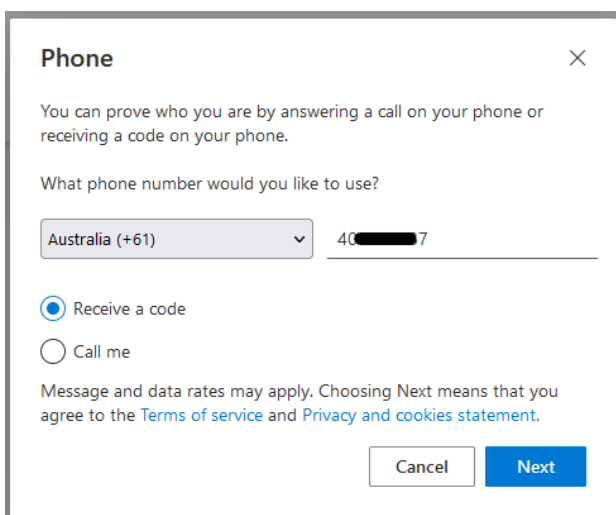 Phone
You can prove who you are by answering a call on your phone or
receiving a code on your phone.
What phone number would you like to use?
Australia (+61) 40 7
Receive a code
Call me
Message and data rates may apply. Choosing Next means that you
agree to the Terms of service and Privacy and cookies statement.
Cancel Next